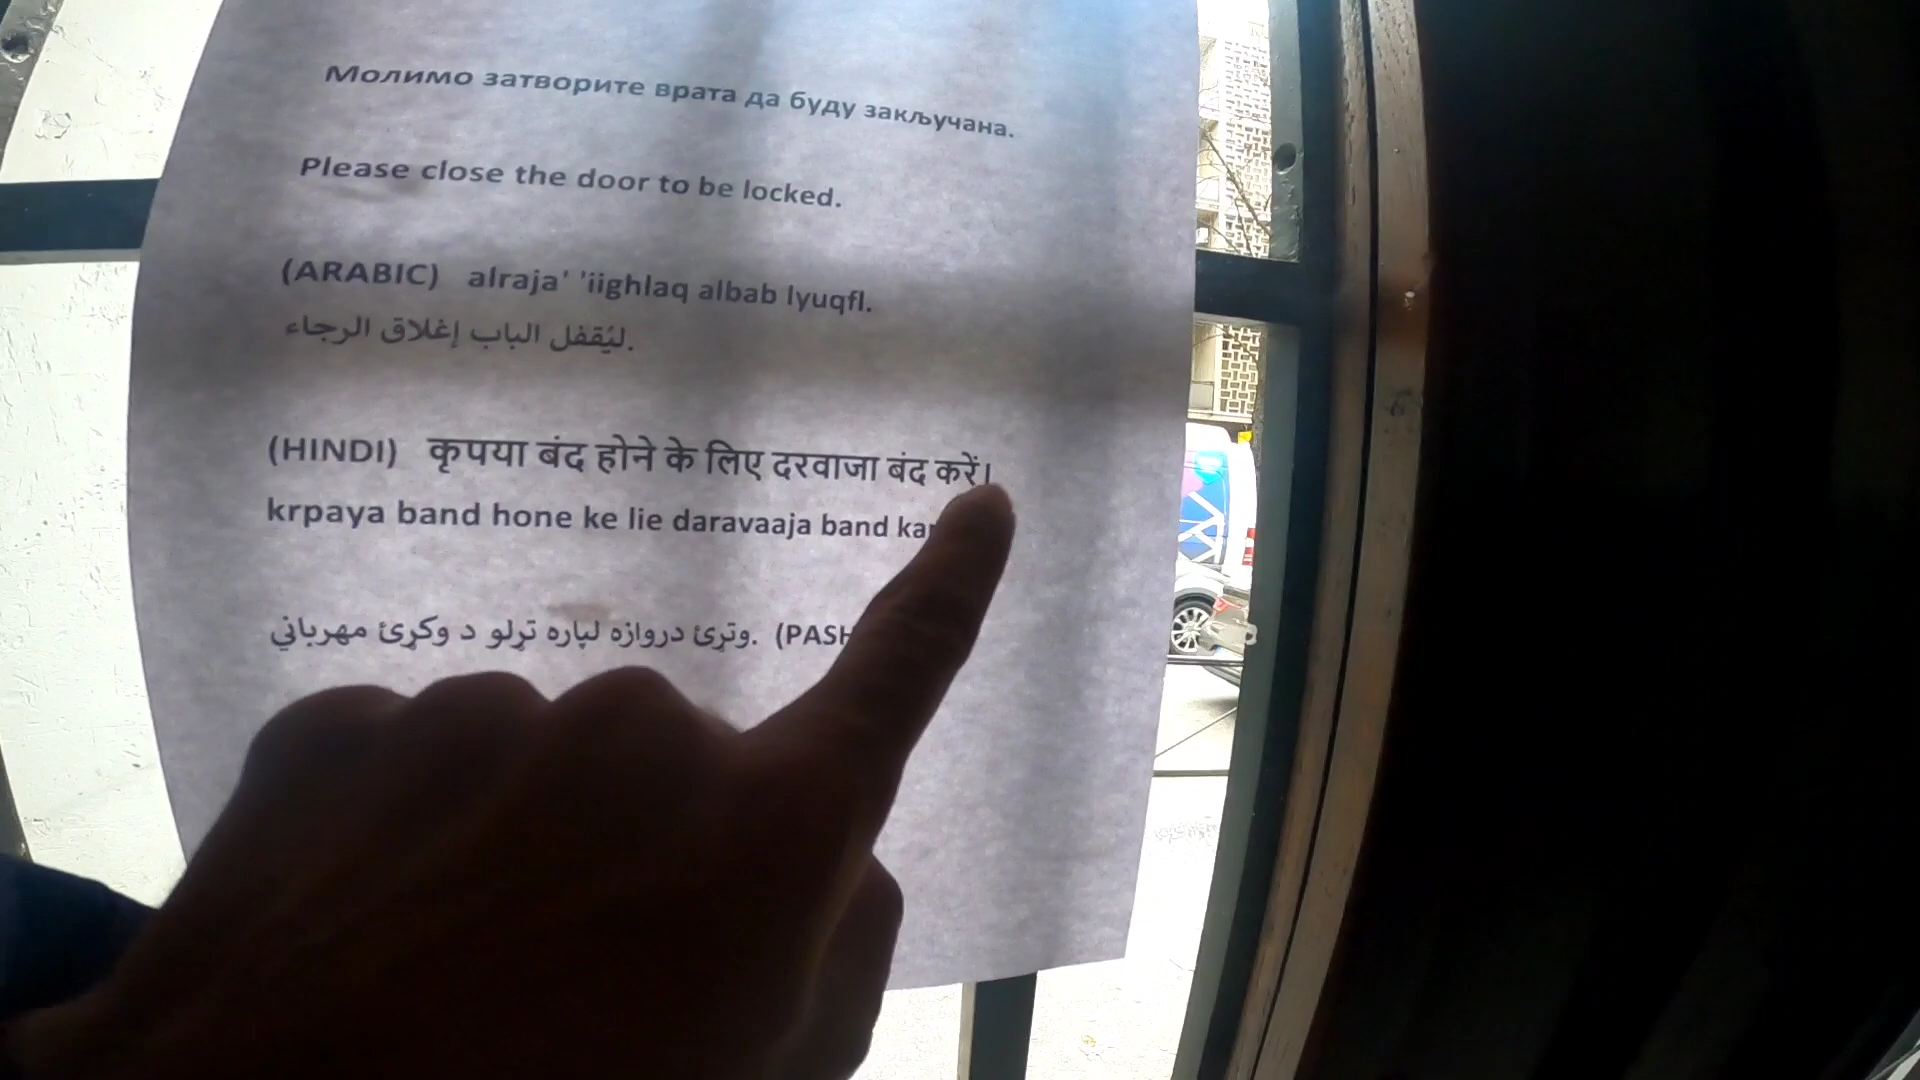 Молимо затворите врата да буду закључана.
Please close the door to be locked.
(ARABIC) alraja' 'iighlaq albab lyuqfl.
ليُقفل الباب إغلاق الرجاء.
(HINDI) कृपया बंद होने के लिए दरवाजा बंद करें।
krpaya band hone ke lie daravaaja band
وتړئ دروازه لپاره تړلو د وکړئ مهرباني.